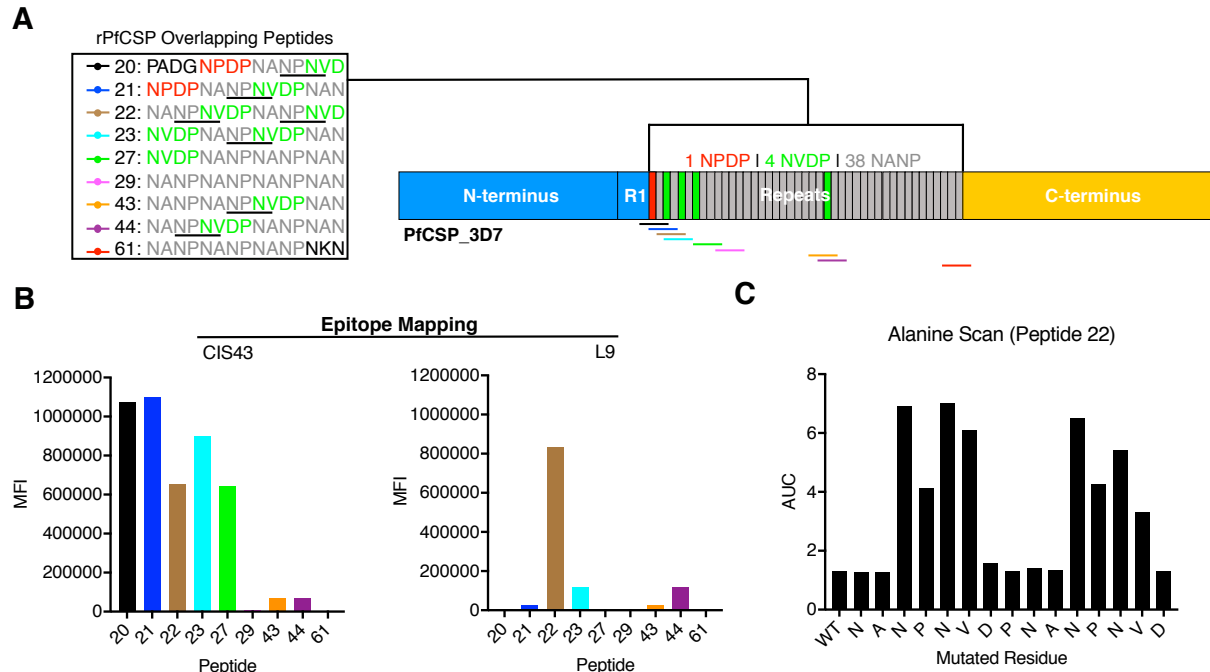 A
rPfCSP Overlapping Peptides
20: PADGNPDPNANPNVD
21: NPDPNANPNVDPNAN
22: NANPNVDPNANPNVD
23: NVDPNANPNVDPNAN
27: NVDPNANPNANPNAN
29: NANPNANPNANPNAN
43: NANPNANPNVDPNAN
44: NANPNVDPNANPNAN
61: NANPNANPNANPNKN
1 NPDP | 4 NVDP | 38 NANP
N-terminus R1 Repeats C-terminus
PfCSP_3D7
B
Epitope Mapping
CIS43 L9
MFI
1200000
1000000
800000
600000
400000
200000
0
20 21 22 23 27 29 43 44 61
Peptide
MFI
1200000
1000000
800000
600000
400000
200000
0
20 21 22 23 27 29 43 44 61
Peptide
C
Alanine Scan (Peptide 22)
AUC
8
6
4
2
0
WT N A N P N V D P N A N P N V D
Mutated Residue